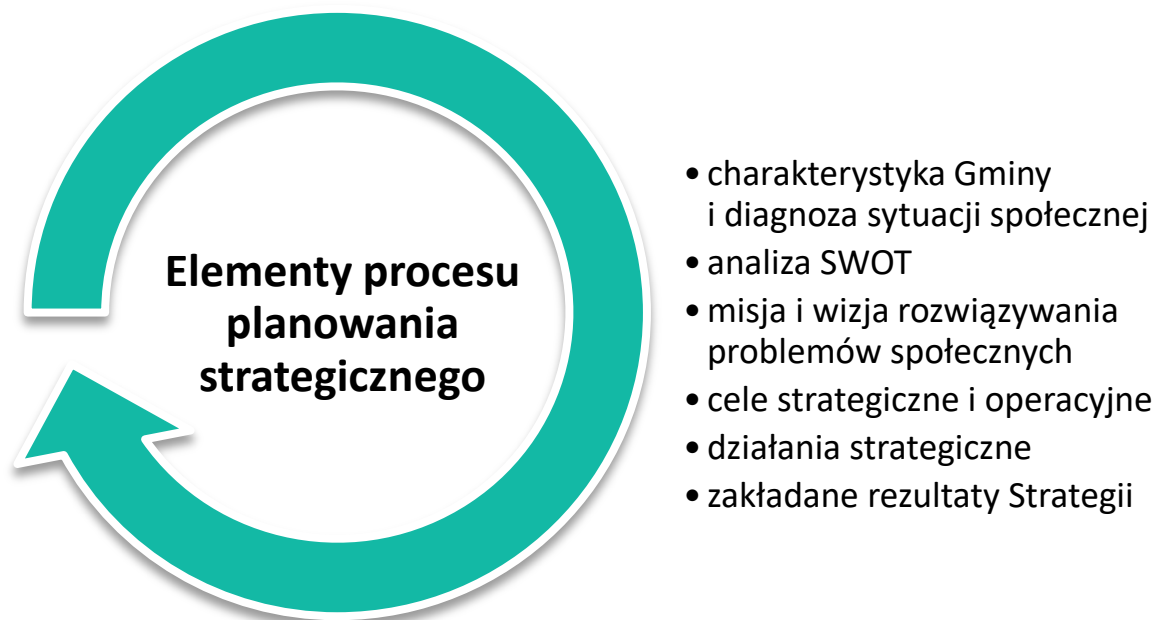 Elementy procesu
planowania
strategicznego
• charakterystyka Gminy
i diagnoza sytuacji społecznej
• analiza SWOT
• misja i wizja rozwiązywania
problemów społecznych
• cele strategiczne i operacyjne
• działania strategiczne
• zakładane rezultaty Strategii